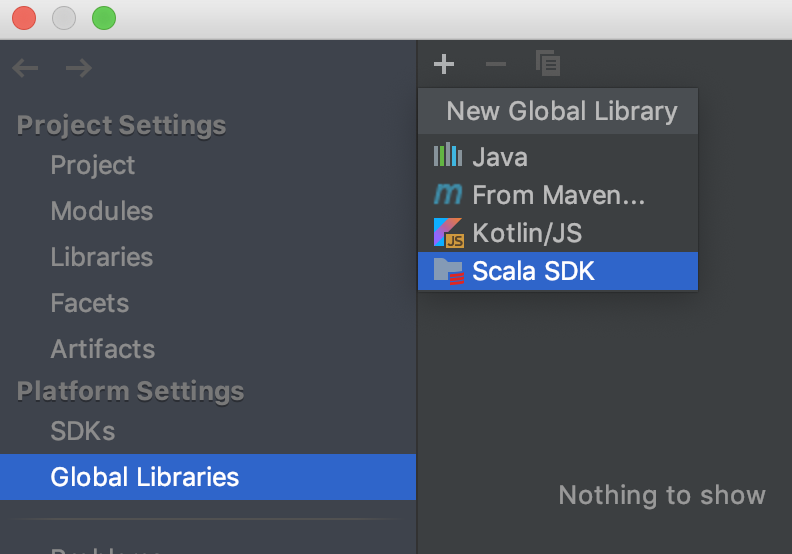 Project Settings
Project
Modules
Libraries
Facets
Artifacts
Platform Settings
SDKs
Global Libraries
New Global Library
Java
m From Maven...
JS Kotlin/JS
Scala SDK
Nothing to show